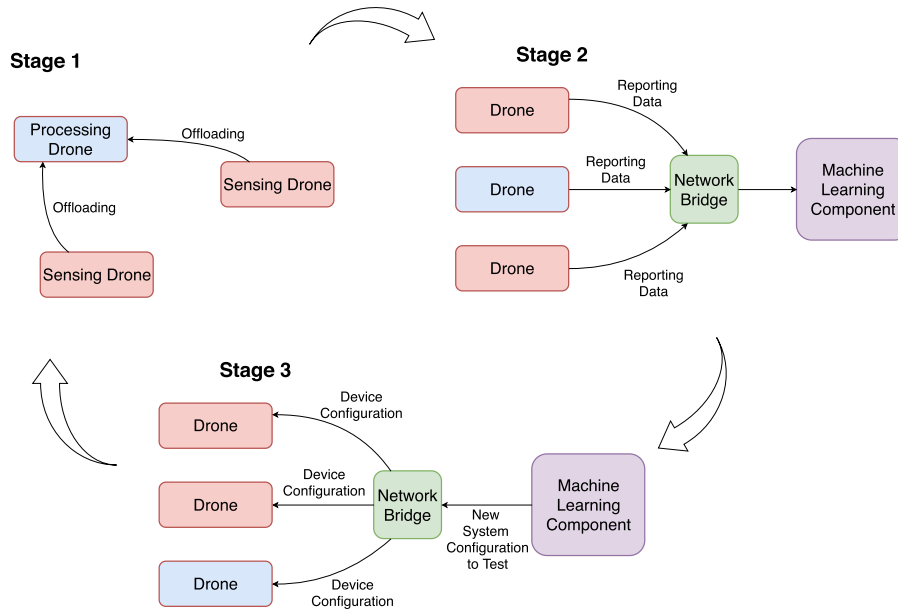 Stage 1
Processing
Drone
Offloading
Sensing Drone
Offloading
Sensing Drone
Stage 2
Drone
Reporting
Data
Drone
Reporting
Data
Drone
Reporting
Data
Network
Bridge
Machine
Learning
Component
Stage 3
Drone
Device
Configuration
Drone
Device
Configuration
Drone
Device
Configuration
Network
Bridge
New
System
Configuration
to Test
Machine
Learning
Component